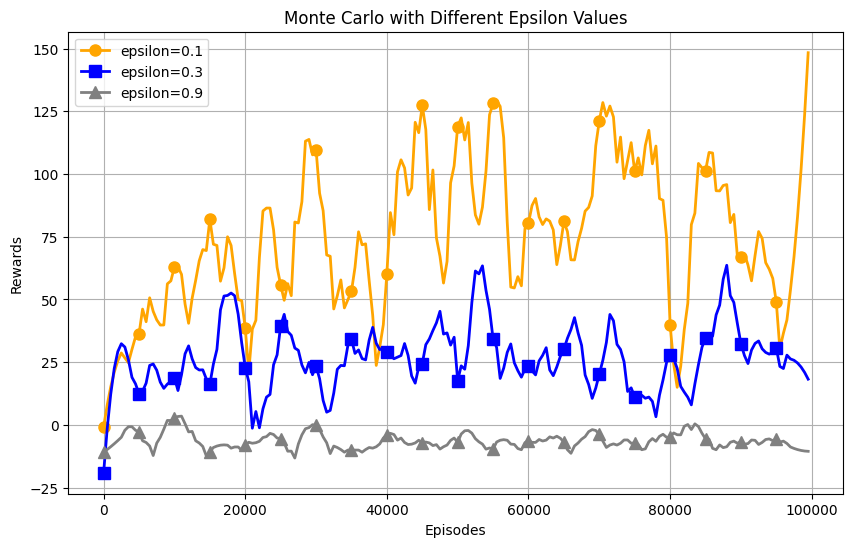 Monte Carlo with Different Epsilon Values
epsilon=0.1
epsilon=0.3
epsilon=0.9
Rewards
150
125
100
75
50
25
0
−25
0 20000 40000 60000 80000 100000
Episodes